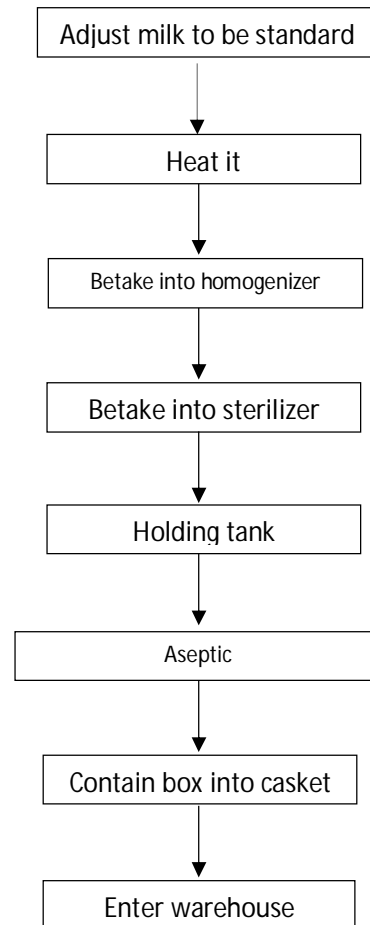 Adjust milk to be standard
Heat it
Betake into homogenizer
Betake into sterilizer
Holding tank
Aseptic
Contain box into casket
Enter warehouse